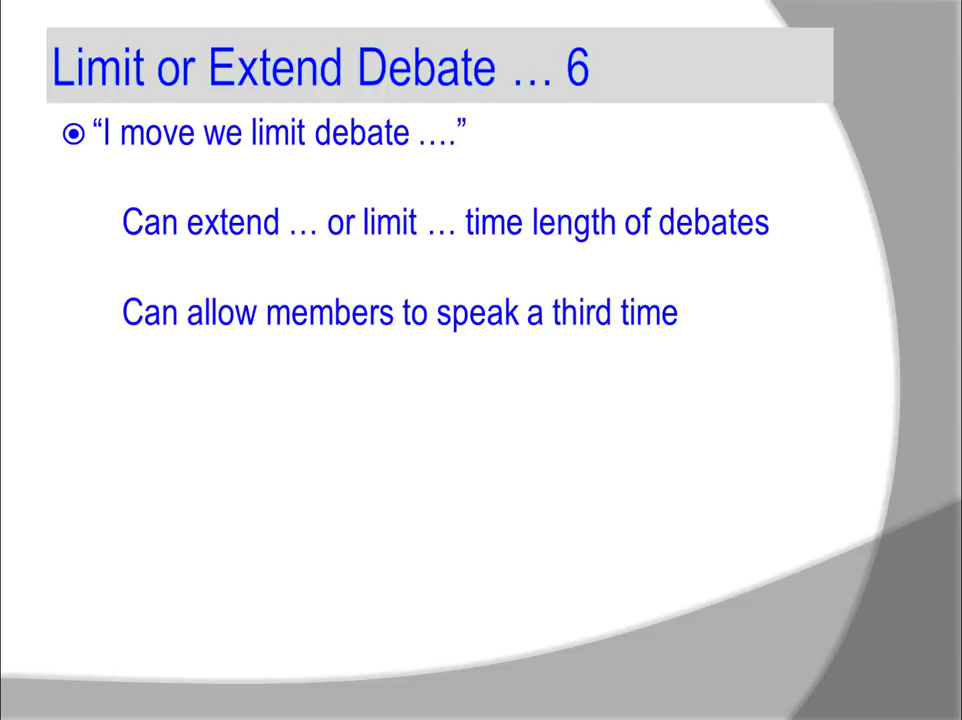 Limit or Extend Debate … 6
“I move we limit debate ….”
Can extend … or limit … time length of debates
Can allow members to speak a third time